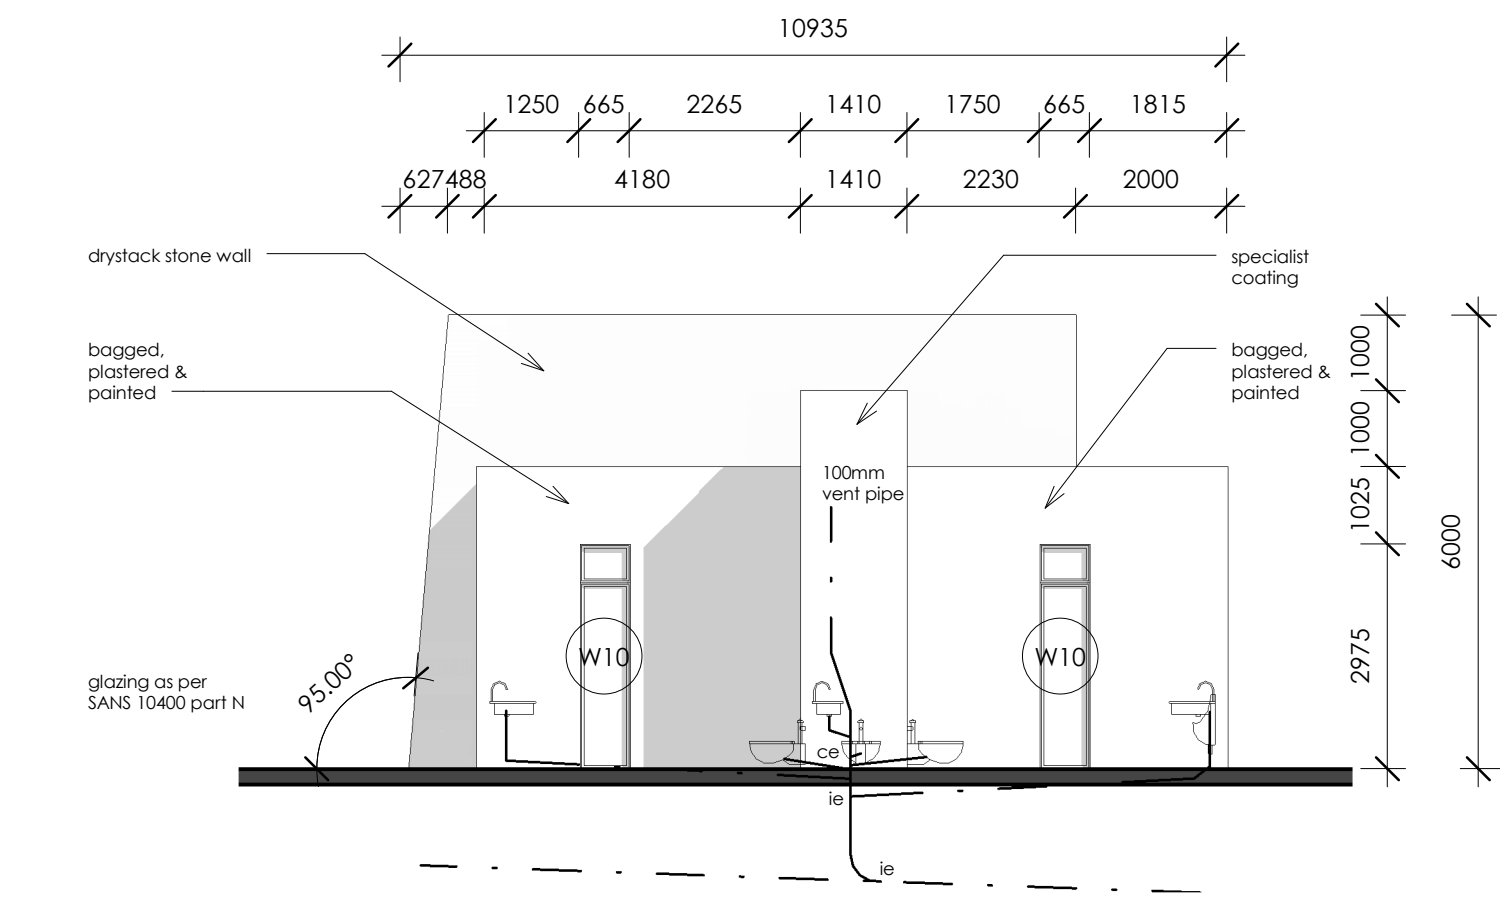 10935
1250 665 2265 1410 1750 665 1815
627 488 4180 1410 2230 2000
drystack stone wall
specialist
coating
bagged,
plastered &
painted
bagged,
plastered &
painted
1000
1000
1025
2975
6000
100mm
vent pipe
W10
W10
glazing as per
SANS 10400 part N
95.00°
ce
ie
ie